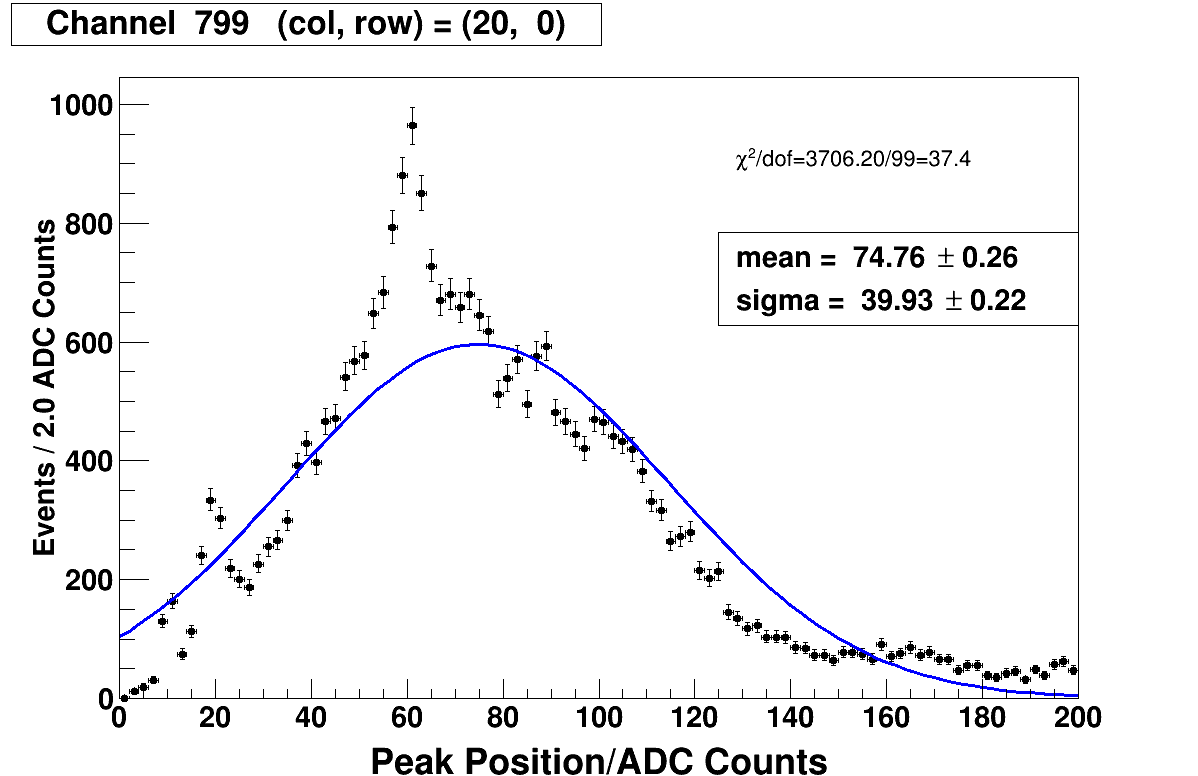 Channel 799 (col, row) = (20, 0)
1000
800
600
400
200
0
Events / 2.0 ADC Counts
χ²/dof=3706.20/99=37.4
mean = 74.76 ± 0.26
sigma = 39.93 ± 0.22
0 20 40 60 80 100 120 140 160 180 200
Peak Position/ADC Counts